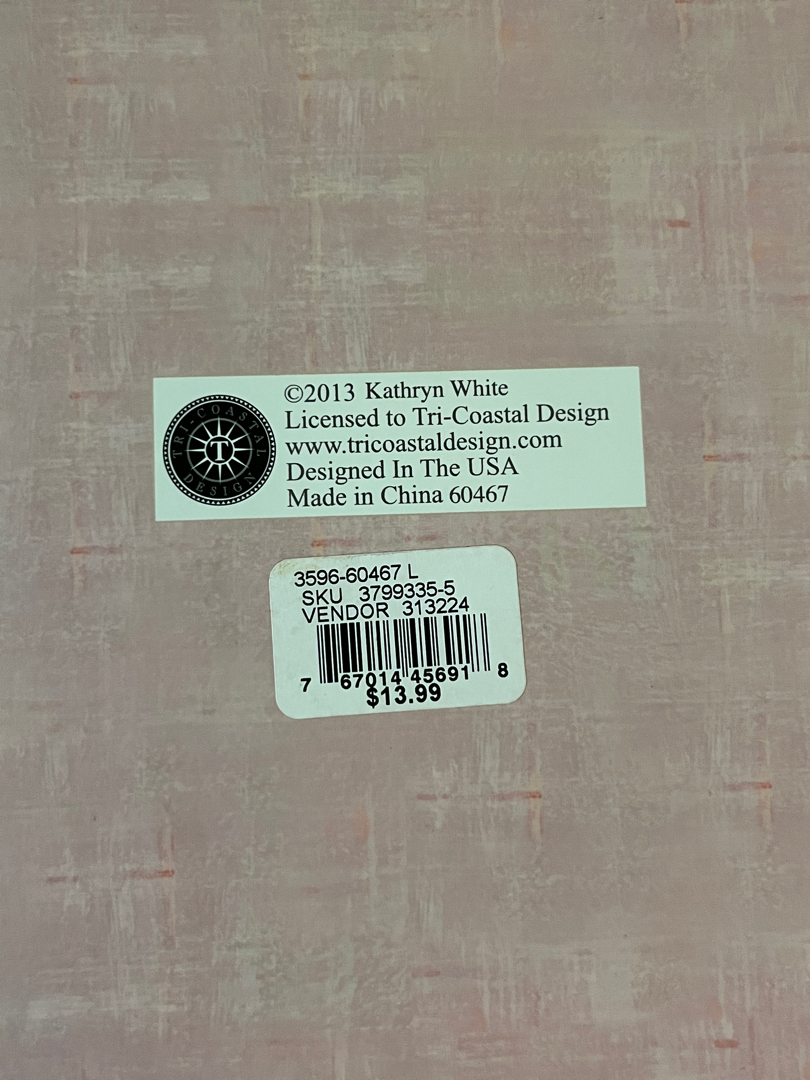 TRI-COASTAL
T
DESIGN
©2013 Kathryn White
Licensed to Tri-Coastal Design
www.tricoastaldesign.com
Designed In The USA
Made in China 60467
3596-60467 L
SKU 3799335-5
VENDOR 313224
7 67014 45691 8
$13.99